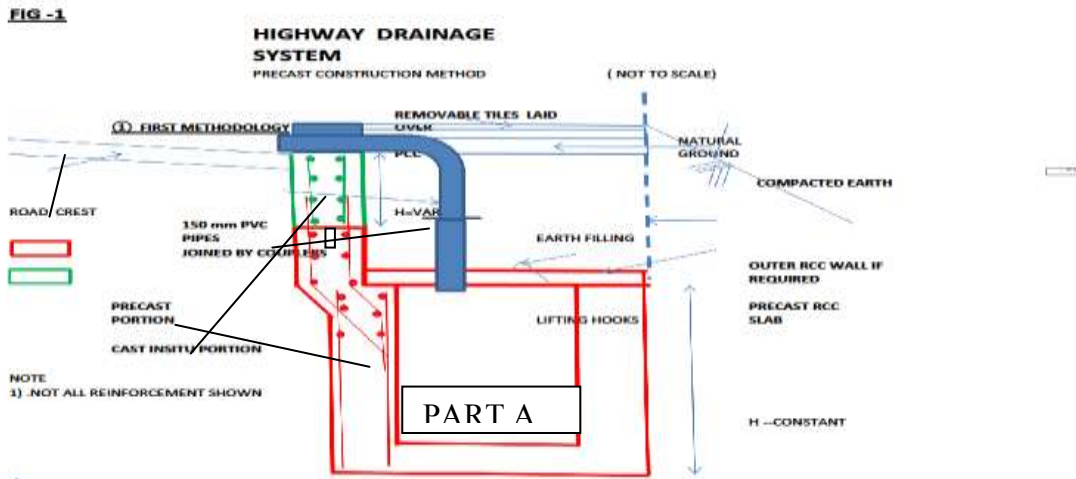 FIG -1
HIGHWAY DRAINAGE
SYSTEM
PRECAST CONSTRUCTION METHOD
( NOT TO SCALE)
① FIRST METHODOLOGY
REMOVABLE TILES LAID
OVER
NATURAL
GROUND
COMPACTED EARTH
ROAD CREST
H=VAR
150 mm PVC
PIPES
JOINED BY COUPLERS
EARTH FILLING
OUTER RCC WALL IF
REQUIRED
PRECAST
PORTION
LIFTING HOOKS
PRECAST RCC
SLAB
CAST INSITU PORTION
NOTE
1) .NOT ALL REINFORCEMENT SHOWN
PART A
H --CONSTANT